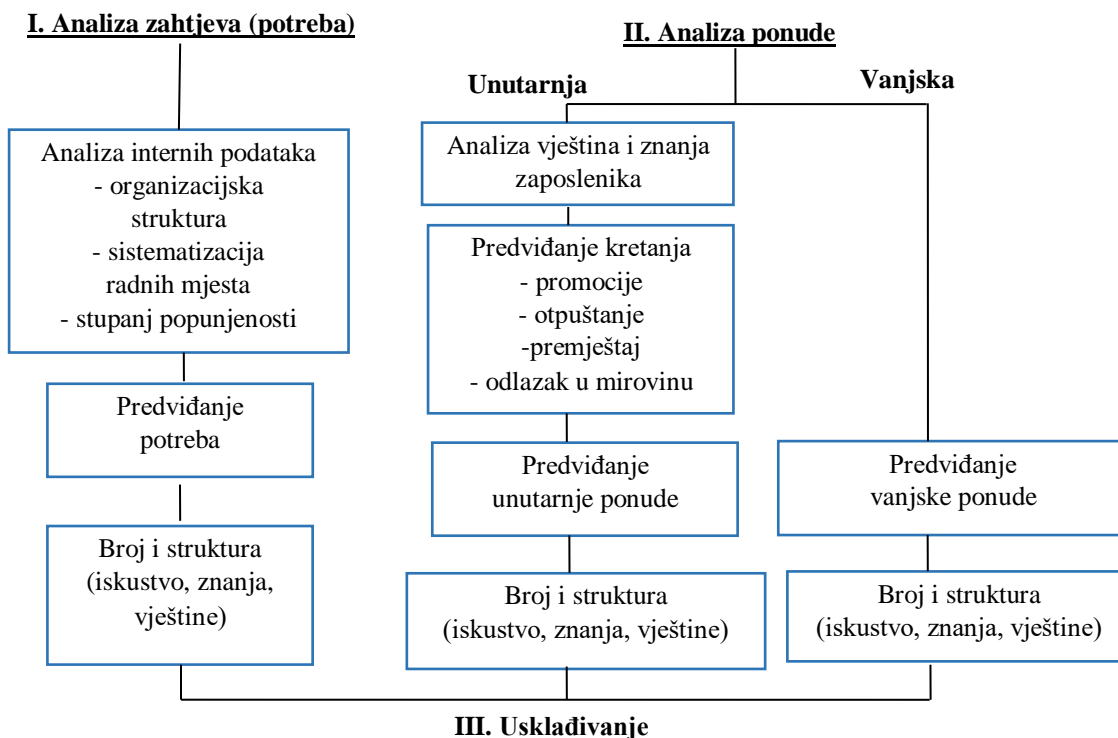 I. Analiza zahtjeva (potreba)
II. Analiza ponude
Unutarnja
Vanjska
Analiza internih podataka
- organizacijska
struktura
- sistematizacija
radnih mjesta
- stupanj popunjenosti
Predviđanje
potreba
Broj i struktura
(iskustvo, znanja,
vještine)
Analiza vještina i znanja
zaposlenika
Predviđanje kretanja
- promocije
- otpuštanje
-premještaj
- odlazak u mirovinu
Predviđanje
unutarnje ponude
Broj i struktura
(iskustvo, znanja, vještine)
Predviđanje
vanjske ponude
Broj i struktura
(iskustvo, znanja, vještine)
III. Usklađivanje